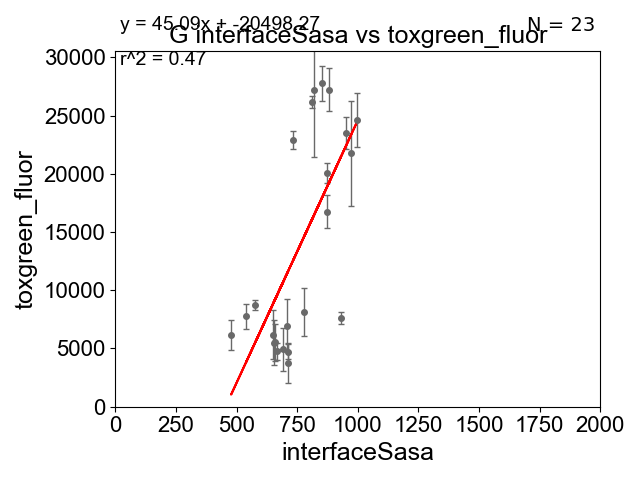 y = 45.09x + -20498.27
N = 23
G interfaceSasa vs toxgreen_fluor
r^2 = 0.47
30000
25000
20000
15000
10000
5000
0
toxgreen_fluor
0 250 500 750 1000 1250 1500 1750 2000
interfaceSasa